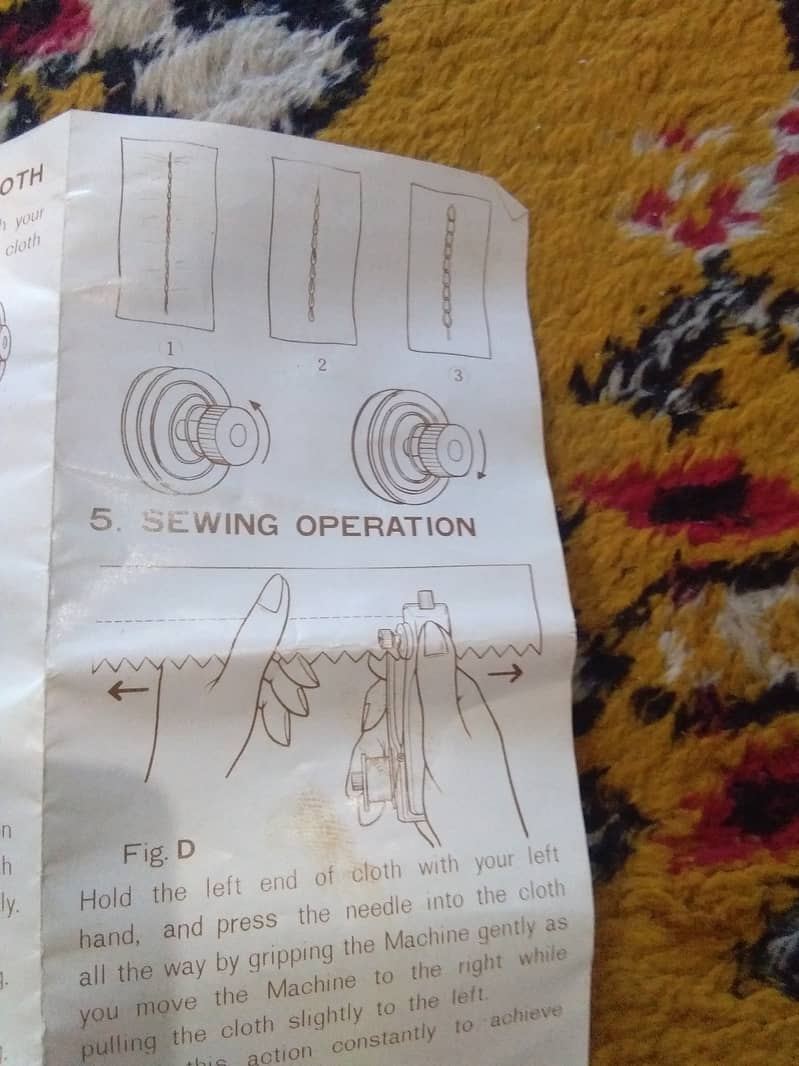 OTH
h your
cloth
1
2
3
5. SEWING OPERATION
Fig. D
Hold the left end of cloth with your left
hand, and press the needle into the cloth
all the way by gripping the Machine gently as
you move the Machine to the right while
pulling the cloth slightly to the left.
this action constantly to achieve
n
h
ly.
g.